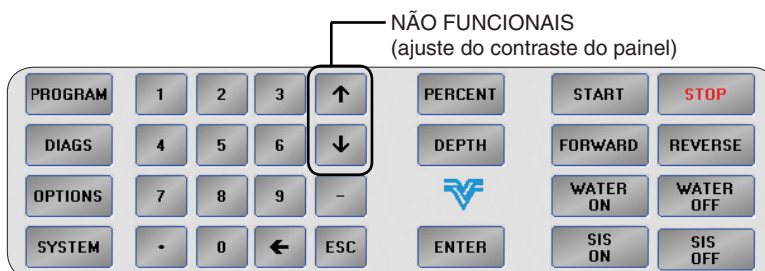 NÃO FUNCIONAIS
(ajuste do contraste do painel)
PROGRAM 1 2 3 ↑ PERCENT START STOP
DIAGS 4 5 6 ↓ DEPTH FORWARD REVERSE
OPTIONS 7 8 9 - WATER ON WATER OFF
SYSTEM • 0 ← ESC ENTER SIS ON SIS OFF